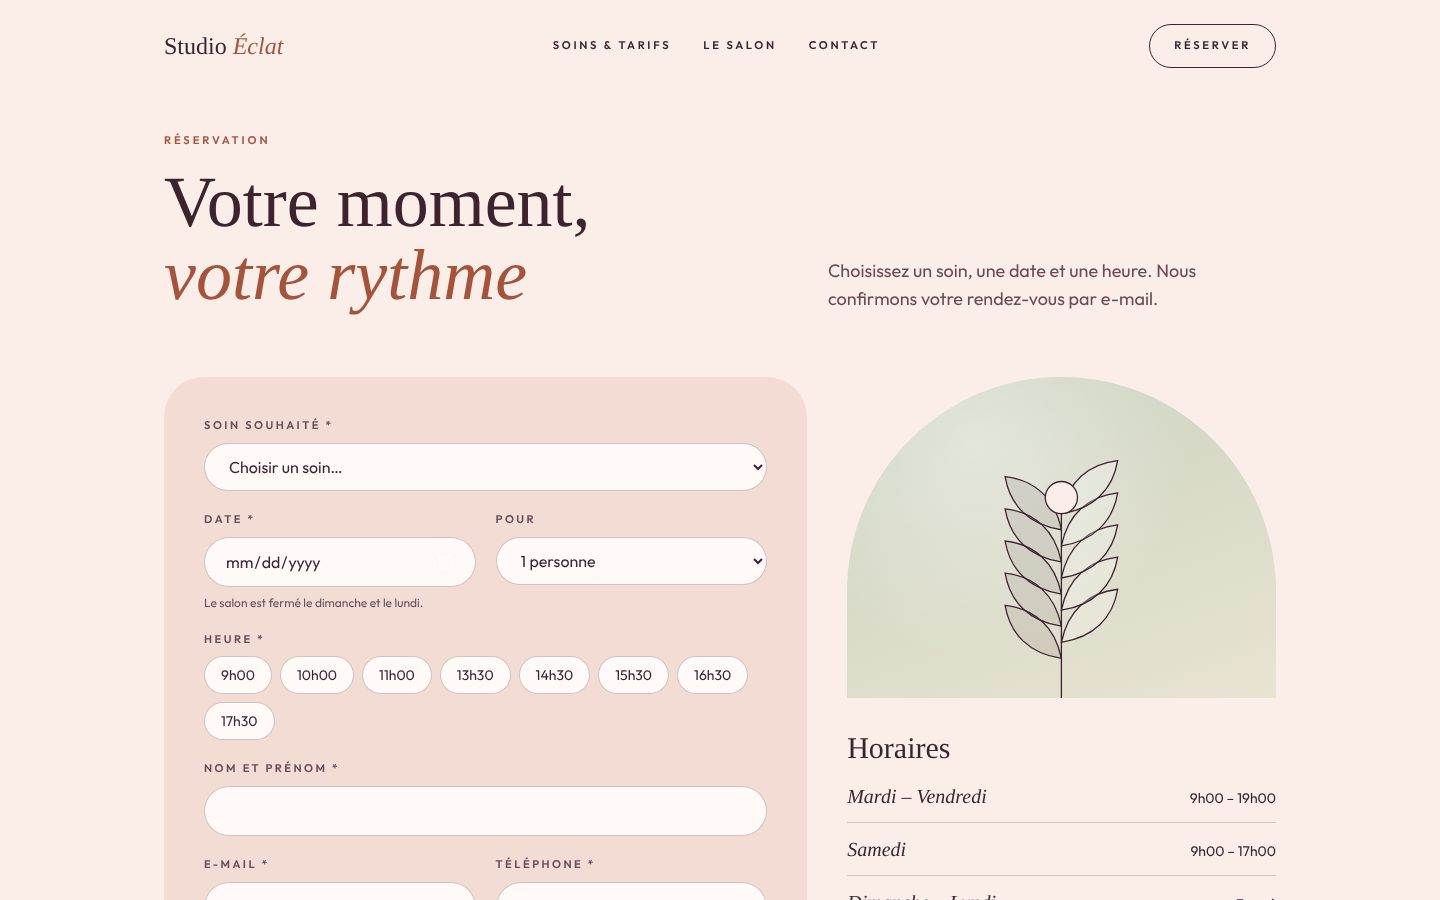 Studio Éclat
SOINS & TARIFS
LE SALON
CONTACT
RÉSERVER
RÉSERVATION
Votre moment,
votre rythme
Choisissez un soin, une date et une heure. Nous
confirmons votre rendez-vous par e-mail.
SOIN SOUHAITÉ *
Choisir un soin...
DATE *
POUR
mm/dd/yyyy
1 personne
Le salon est fermé le dimanche et le lundi.
HEURE *
9h00
10h00
11h00
13h30
14h30
15h30
16h30
17h30
NOM ET PRÉNOM *
E-MAIL *
TÉLÉPHONE *
Horaires
Mardi – Vendredi
9h00 – 19h00
Samedi
9h00 – 17h00